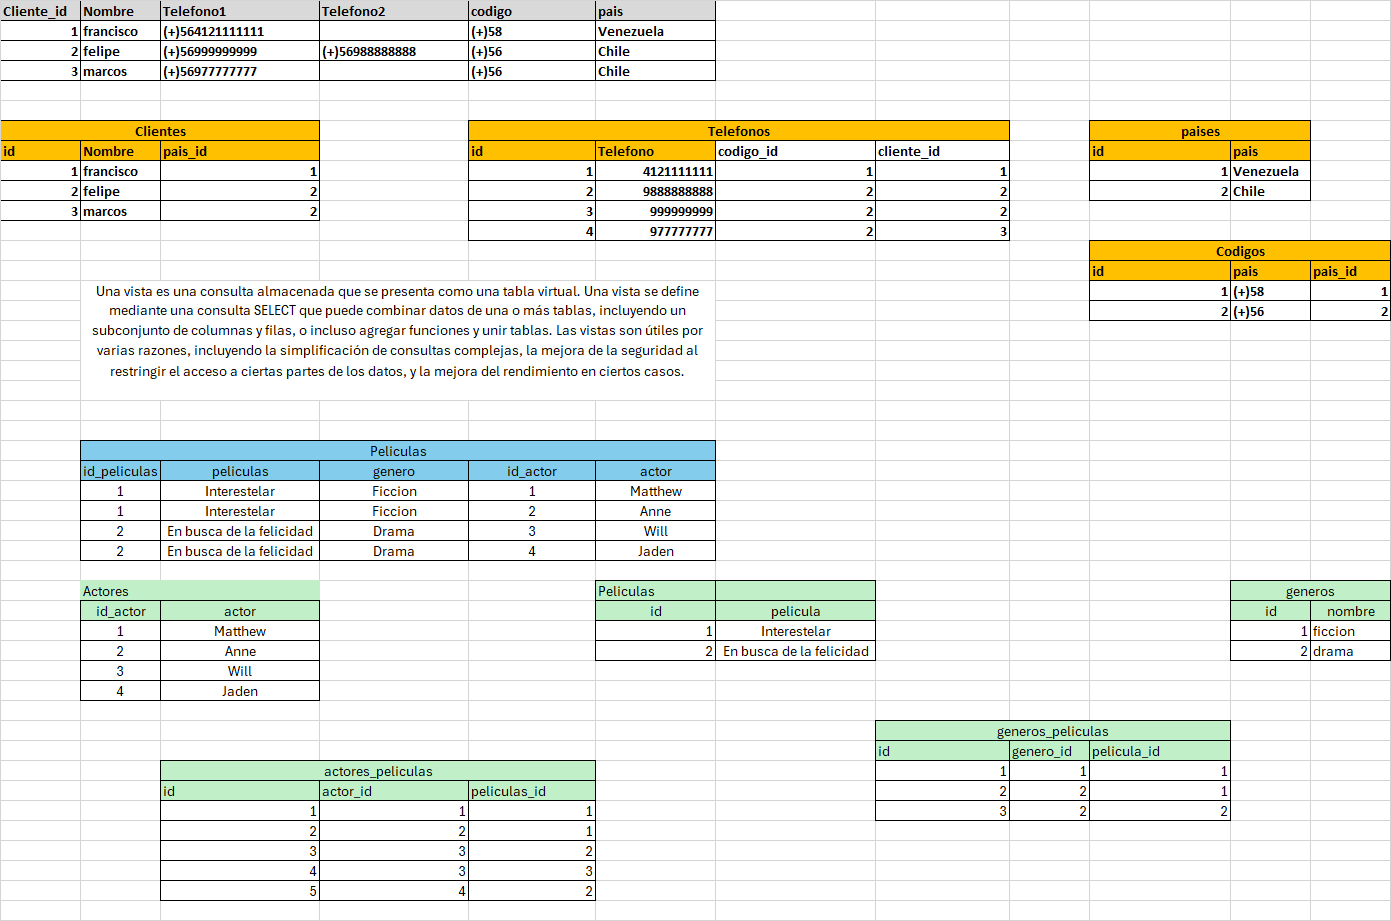 Cliente_id Nombre Telefono1 Telefono2 codigo pais
1 francisco (+)564121111111 (+)58 Venezuela
2 felipe (+)56999999999 (+)56988888888 (+)56 Chile
3 marcos (+)56977777777 (+)56 Chile
Clientes
id Nombre pais_id
1 francisco 1
2 felipe 2
3 marcos 2
Telefonos
id Telefono codigo_id cliente_id
1 4121111111 1 1
2 9888888888 2 2
3 999999999 2 2
4 977777777 2 3
paises
id pais
1 Venezuela
2 Chile
Codigos
id pais pais_id
1 (+)58 1
2 (+)56 2
Una vista es una consulta almacenada que se presenta como una tabla virtual. Una vista se define
mediante una consulta SELECT que puede combinar datos de una o más tablas, incluyendo un
subconjunto de columnas y filas, o incluso agregar funciones y unir tablas. Las vistas son útiles por
varias razones, incluyendo la simplificación de consultas complejas, la mejora de la seguridad al
restringir el acceso a ciertas partes de los datos, y la mejora del rendimiento en ciertos casos.
Peliculas
id_peliculas peliculas genero id_actor actor
1 Interestelar Ficcion 1 Matthew
1 Interestelar Ficcion 2 Anne
2 En busca de la felicidad Drama 3 Will
2 En busca de la felicidad Drama 4 Jaden
Actores
id_actor actor
1 Matthew
2 Anne
3 Will
4 Jaden
Peliculas
id pelicula
1 Interestelar
2 En busca de la felicidad
generos
id nombre
1 ficcion
2 drama
generos_peliculas
id genero_id pelicula_id
1 1 1
2 2 1
3 2 2
actores_peliculas
id actor_id peliculas_id
1 1 1
2 2 1
3 3 2
4 3 3
5 4 2